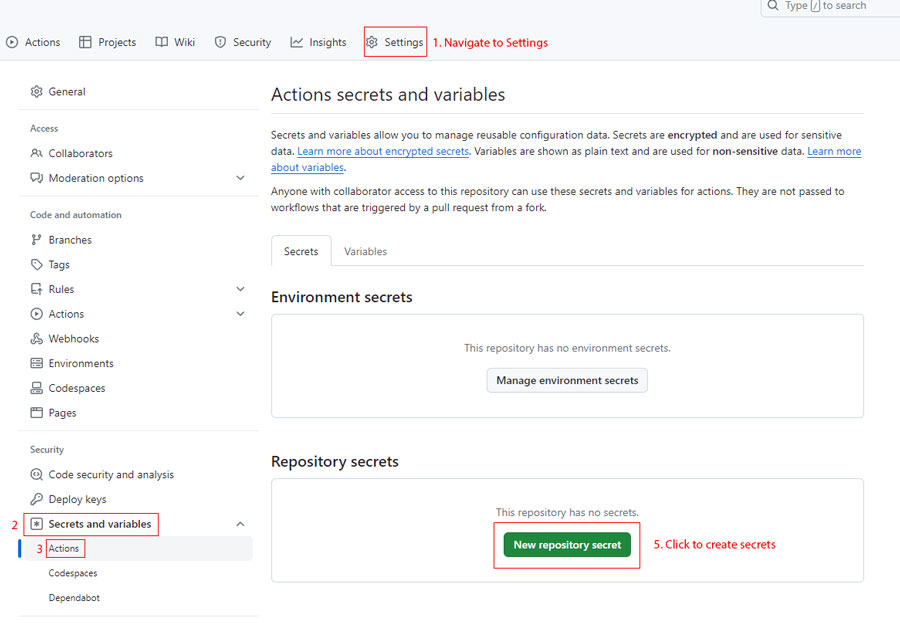 Type / to search
Actions
Projects
Wiki
Security
Insights
Settings
1. Navigate to Settings
General
Access
Collaborators
Moderation options
Code and automation
Branches
Tags
Rules
Actions
Webhooks
Environments
Codespaces
Pages
Security
Code security and analysis
Deploy keys
2 Secrets and variables
3 Actions
Codespaces
Dependabot
Actions secrets and variables
Secrets and variables allow you to manage reusable configuration data. Secrets are encrypted and are used for sensitive
data. Learn more about encrypted secrets. Variables are shown as plain text and are used for non-sensitive data. Learn more
about variables.
Anyone with collaborator access to this repository can use these secrets and variables for actions. They are not passed to
workflows that are triggered by a pull request from a fork.
Secrets
Variables
Environment secrets
This repository has no environment secrets.
Manage environment secrets
Repository secrets
This repository has no secrets.
New repository secret
5. Click to create secrets